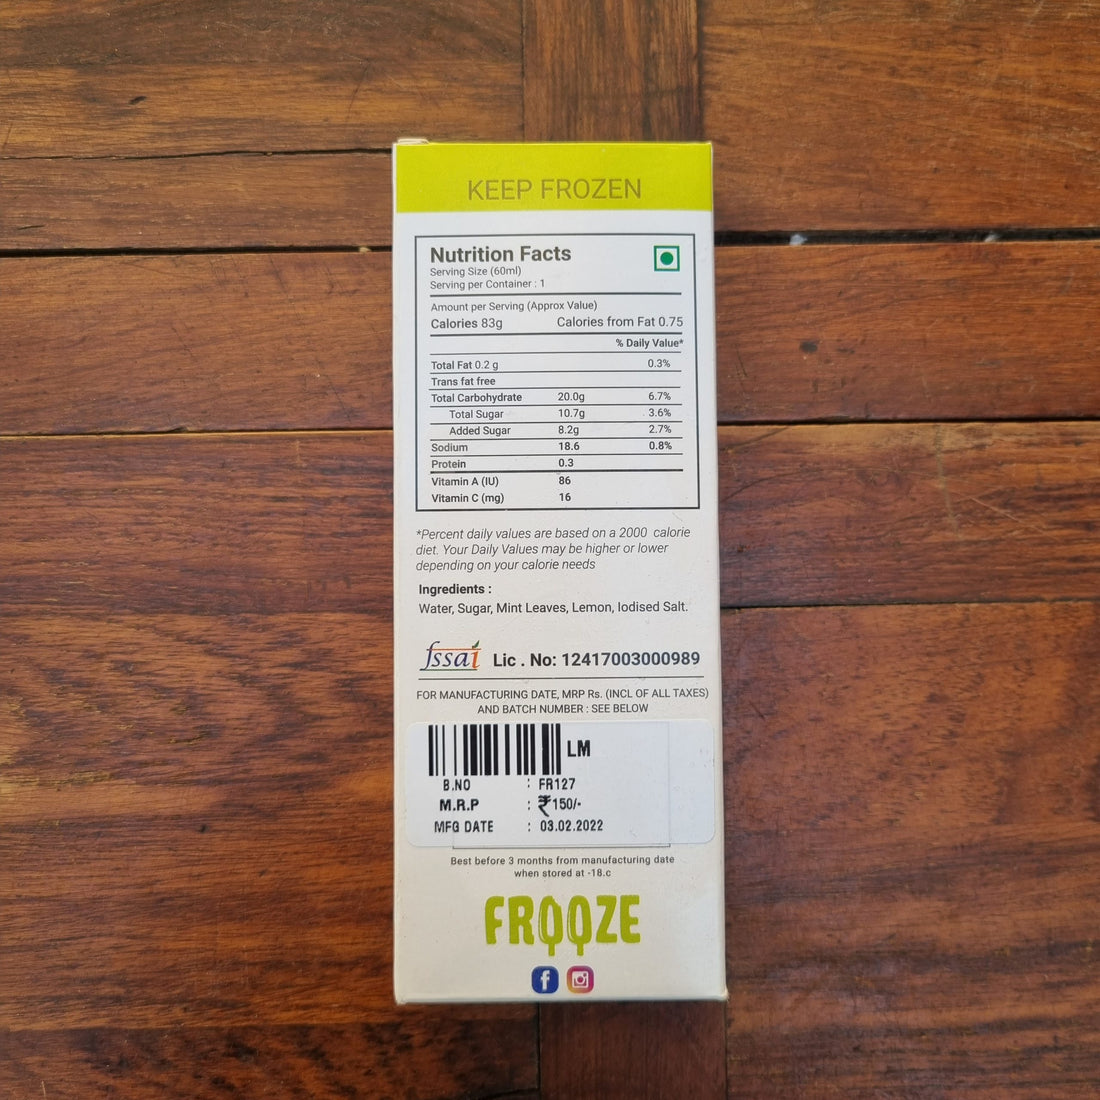 KEEP FROZEN
Nutrition Facts
Serving Size (60ml)
Serving per Container : 1
Amount per Serving (Approx Value)
Calories 83g Calories from Fat 0.75
% Daily Value*
Total Fat 0.2 g 0.3%
Trans fat free
Total Carbohydrate 20.0g 6.7%
Total Sugar 10.7g 3.6%
Added Sugar 8.2g 2.7%
Sodium 18.6 0.8%
Protein 0.3
Vitamin A (IU) 86
Vitamin C (mg) 16
*Percent daily values are based on a 2000 calorie
diet. Your Daily Values may be higher or lower
depending on your calorie needs
Ingredients :
Water, Sugar, Mint Leaves, Lemon, Iodised Salt.
fssai Lic . No: 12417003000989
FOR MANUFACTURING DATE, MRP Rs. (INCL OF ALL TAXES)
AND BATCH NUMBER : SEE BELOW
LM
B.NO : FR127
M.R.P : ₹150/-
MFG DATE : 03.02.2022
Best before 3 months from manufacturing date
when stored at -18.c
FROOZE